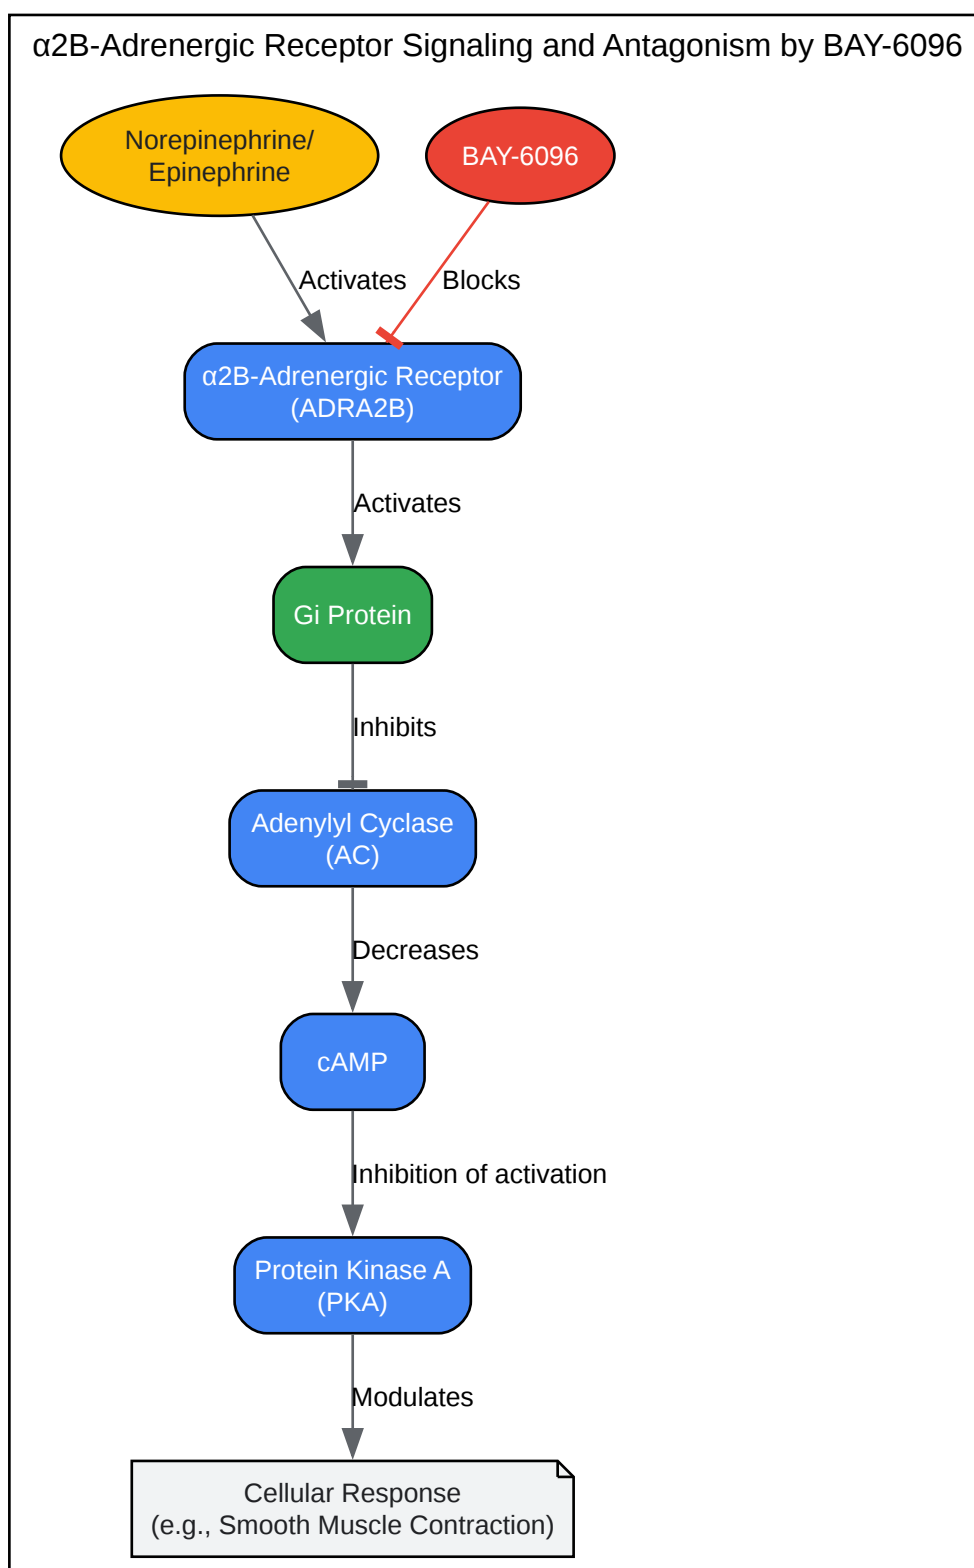 α2B-Adrenergic Receptor Signaling and Antagonism by BAY-6096
Norepinephrine/
Epinephrine
BAY-6096
Activates
Blocks
α2B-Adrenergic Receptor
(ADRA2B)
Activates
Gi Protein
Inhibits
Adenylyl Cyclase
(AC)
Decreases
cAMP
Inhibition of activation
Protein Kinase A
(PKA)
Modulates
Cellular Response
(e.g., Smooth Muscle Contraction)